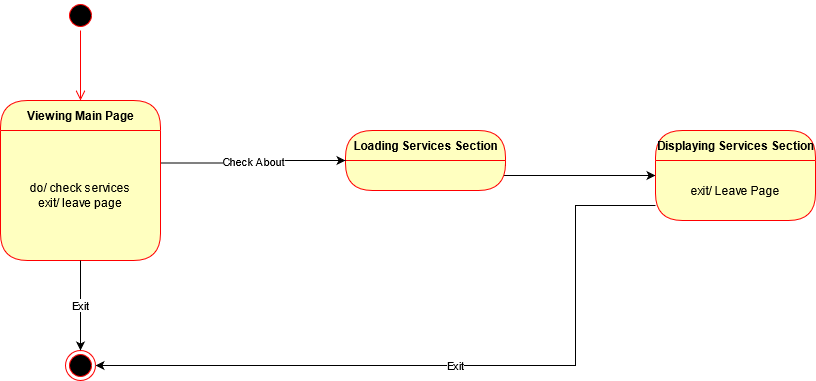 Viewing Main Page
do/ check services
exit/ leave page
Check About
Loading Services Section
Displaying Services Section
exit/ Leave Page
Exit
Exit